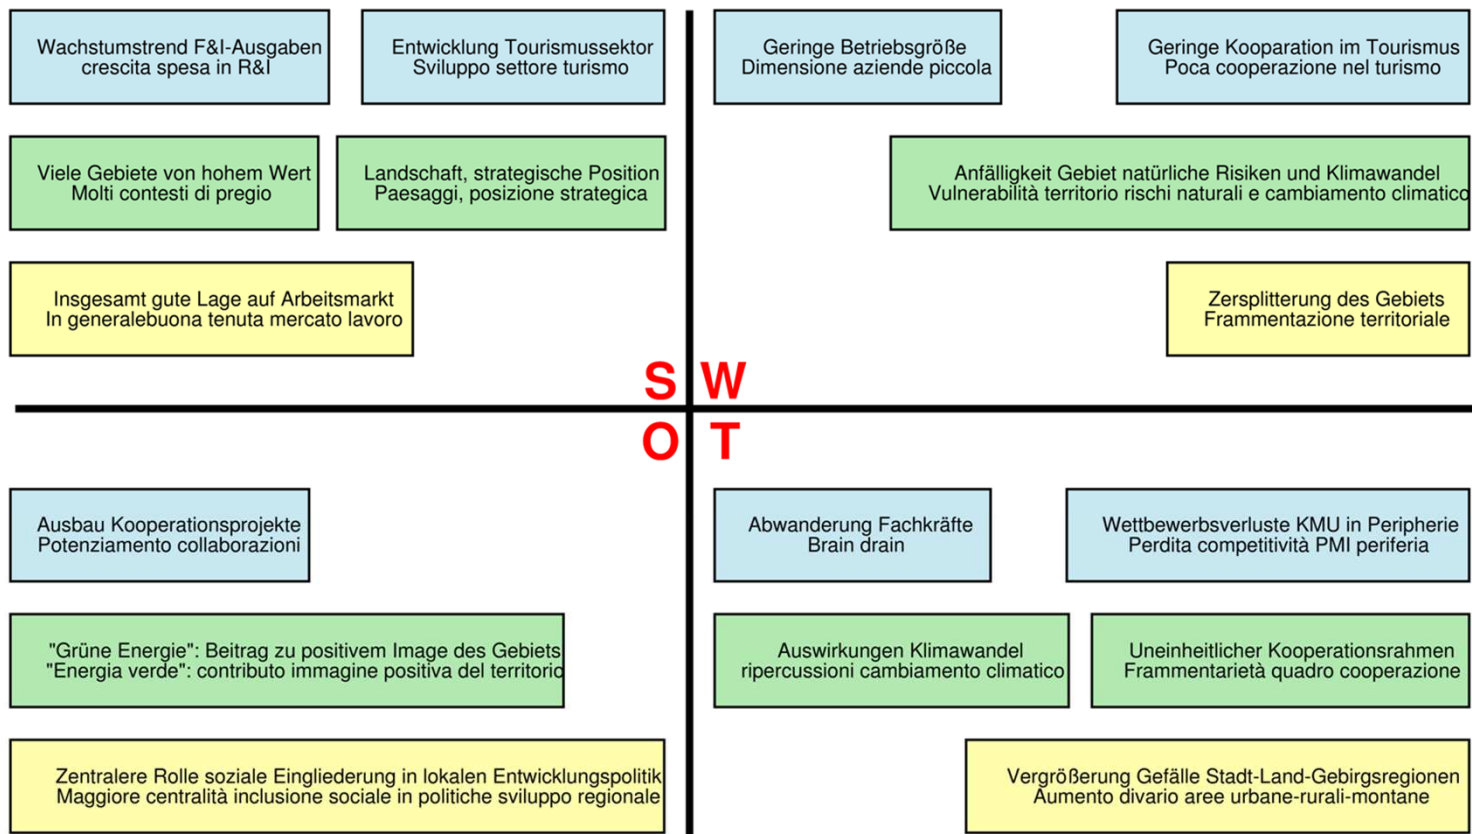 Wachstumstrend F&I-Ausgaben
crescita spesa in R&I
Entwicklung Tourismussektor
Sviluppo settore turismo
Geringe Betriebsgröße
Dimensione aziende piccola
Geringe Kooparation im Tourismus
Poca cooperazione nel turismo
Viele Gebiete von hohem Wert
Molti contesti di pregio
Landschaft, strategische Position
Paesaggi, posizione strategica
Anfälligkeit Gebiet natürliche Risiken und Klimawandel
Vulnerabilità territorio rischi naturali e cambiamento climatico
Insgesamt gute Lage auf Arbeitsmarkt
In generalebuona tenuta mercato lavoro
Zersplitterung des Gebiets
Frammentazione territoriale
S W
O T
Ausbau Kooperationsprojekte
Potenziamento collaborazioni
Abwanderung Fachkräfte
Brain drain
Wettbewerbsverluste KMU in Peripherie
Perdita competitività PMI periferia
"Grüne Energie": Beitrag zu positivem Image des Gebiets
"Energia verde": contributo immagine positiva del territorio
Auswirkungen Klimawandel
ripercussioni cambiamento climatico
Uneinheitlicher Kooperationsrahmen
Frammentarietà quadro cooperazione
Zentralere Rolle soziale Eingliederung in lokalen Entwicklungspolitik
Maggiore centralità inclusione sociale in politiche sviluppo regionale
Vergrößerung Gefälle Stadt-Land-Gebirgsregionen
Aumento divario aree urbane-rurali-montane